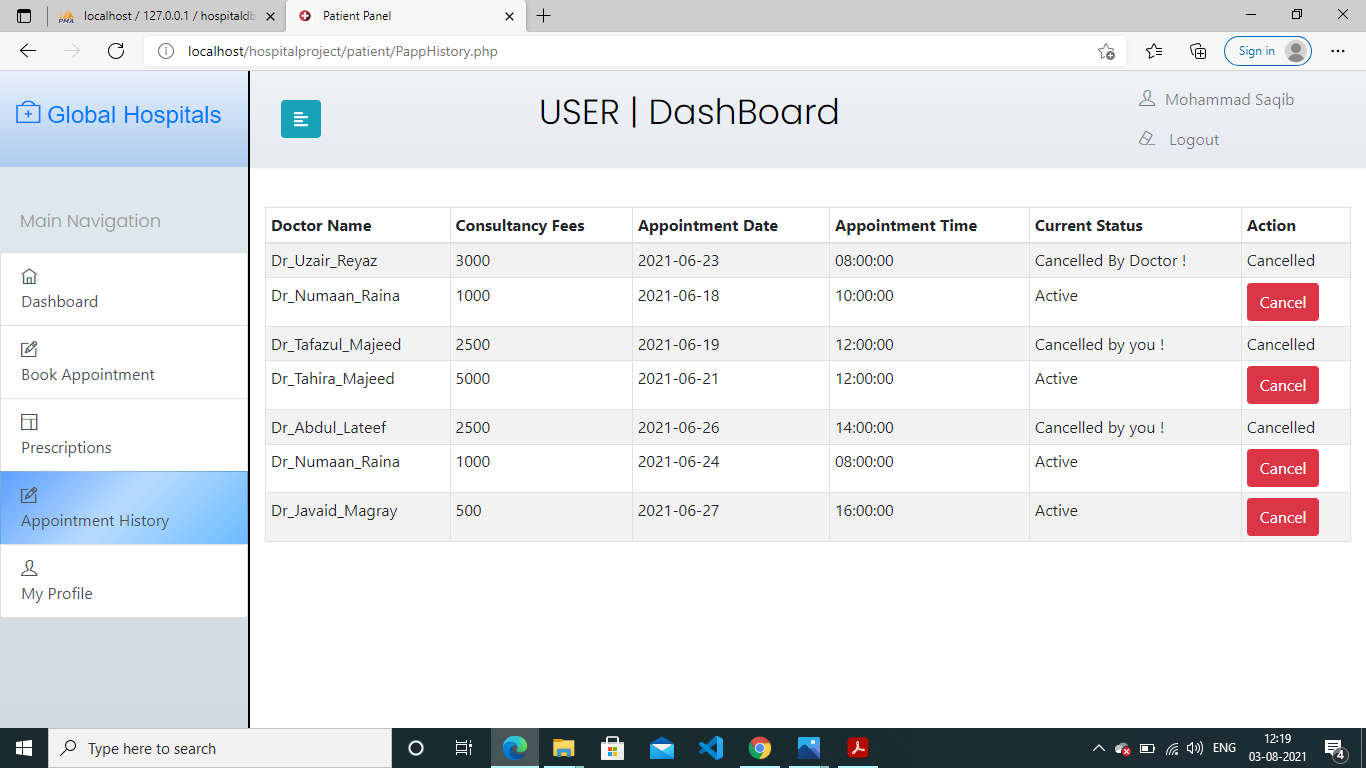 localhost / 127.0.0.1 / hospitaldb
Patient Panel
localhost/hospitalproject/patient/PappHistory.php
Sign in
Global Hospitals
USER | DashBoard
Mohammad Saqib
Logout
Main Navigation
Dashboard
Book Appointment
Prescriptions
Appointment History
My Profile
Doctor Name Consultancy Fees Appointment Date Appointment Time Current Status Action
Dr_Uzair_Reyaz 3000 2021-06-23 08:00:00 Cancelled By Doctor ! Cancelled
Dr_Numaan_Raina 1000 2021-06-18 10:00:00 Active Cancel
Dr_Tafazul_Majeed 2500 2021-06-19 12:00:00 Cancelled by you ! Cancelled
Dr_Tahira_Majeed 5000 2021-06-21 12:00:00 Active Cancel
Dr_Abdul_Lateef 2500 2021-06-26 14:00:00 Cancelled by you ! Cancelled
Dr_Numaan_Raina 1000 2021-06-24 08:00:00 Active Cancel
Dr_Javaid_Magray 500 2021-06-27 16:00:00 Active Cancel
Type here to search
ENG
12:19
03-08-2021
4
PMA